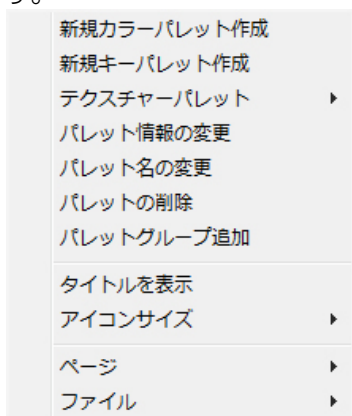 す。
新規カラーパレット作成
新規キーパレット作成
テクスチャーパレット
パレット情報の変更
パレット名の変更
パレットの削除
パレットグループ追加
タイトルを表示
アイコンサイズ
ページ
ファイル